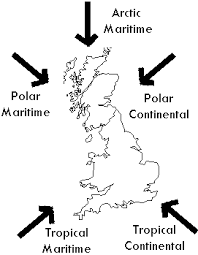 Arctic
Maritime
Polar
Maritime
Polar
Continental
Tropical
Maritime
Tropical
Continental